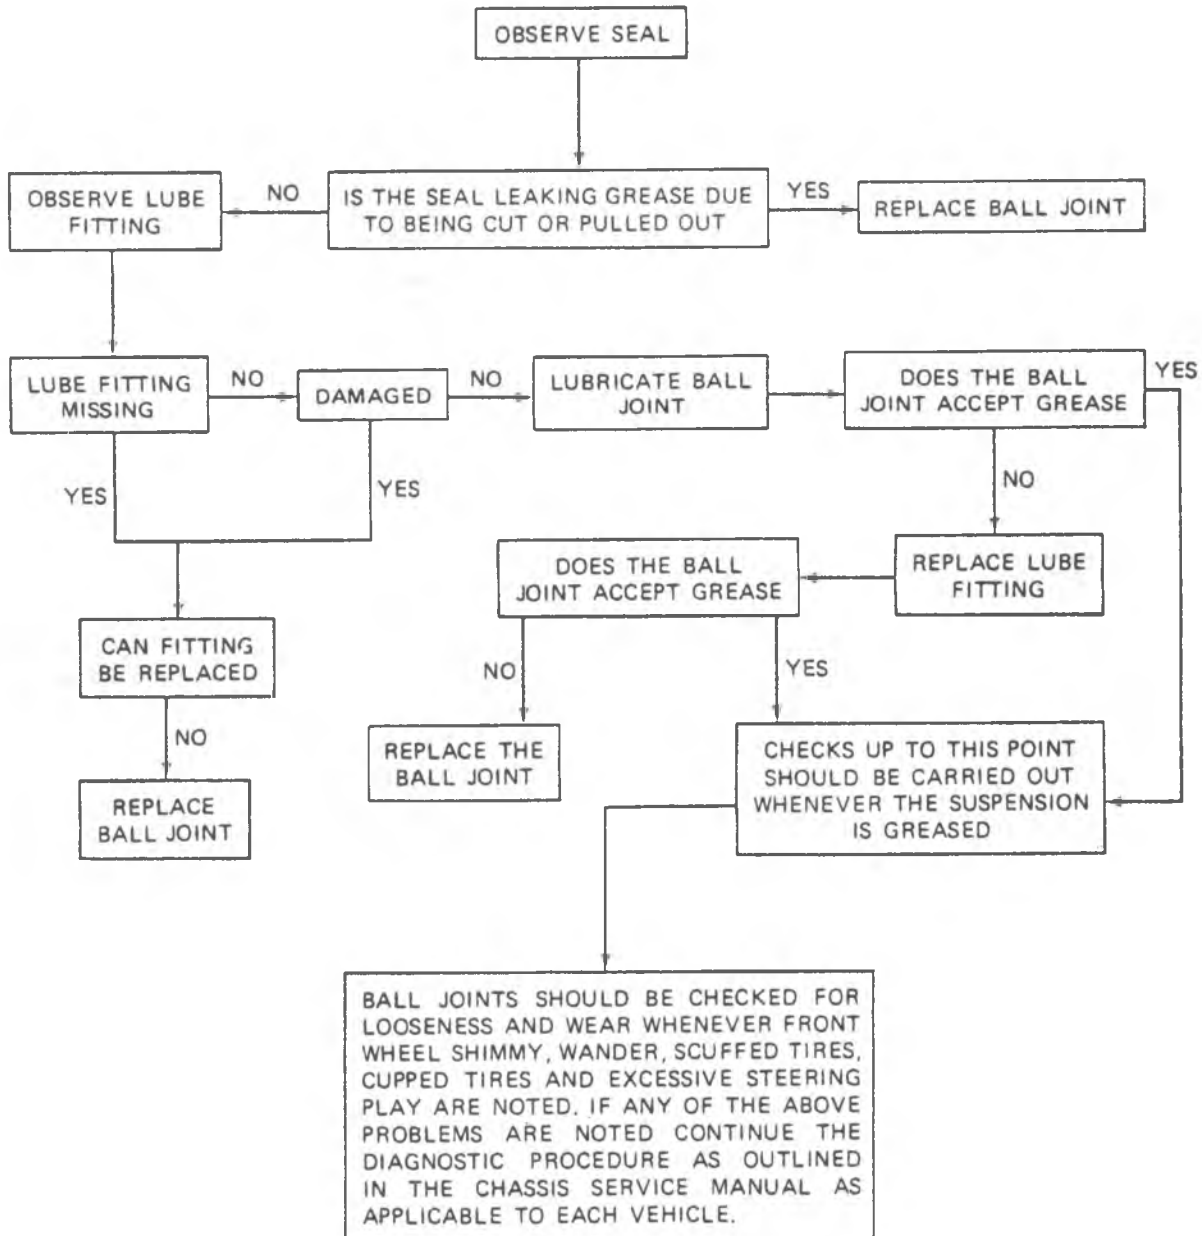 OBSERVE SEAL
OBSERVE LUBE
FITTING
NO
IS THE SEAL LEAKING GREASE DUE
TO BEING CUT OR PULLED OUT
YES
REPLACE BALL JOINT
LUBE FITTING
MISSING
NO
DAMAGED
NO
LUBRICATE BALL
JOINT
DOES THE BALL
JOINT ACCEPT GREASE
YES
YES
YES
NO
DOES THE BALL
JOINT ACCEPT GREASE
REPLACE LUBE
FITTING
CAN FITTING
BE REPLACED
NO
YES
NO
REPLACE
BALL JOINT
REPLACE THE
BALL JOINT
CHECKS UP TO THIS POINT
SHOULD BE CARRIED OUT
WHENEVER THE SUSPENSION
IS GREASED
BALL JOINTS SHOULD BE CHECKED FOR
LOOSENESS AND WEAR WHENEVER FRONT
WHEEL SHIMMY, WANDER, SCUFFED TIRES,
CUPPED TIRES AND EXCESSIVE STEERING
PLAY ARE NOTED. IF ANY OF THE ABOVE
PROBLEMS ARE NOTED CONTINUE THE
DIAGNOSTIC PROCEDURE AS OUTLINED
IN THE CHASSIS SERVICE MANUAL AS
APPLICABLE TO EACH VEHICLE.